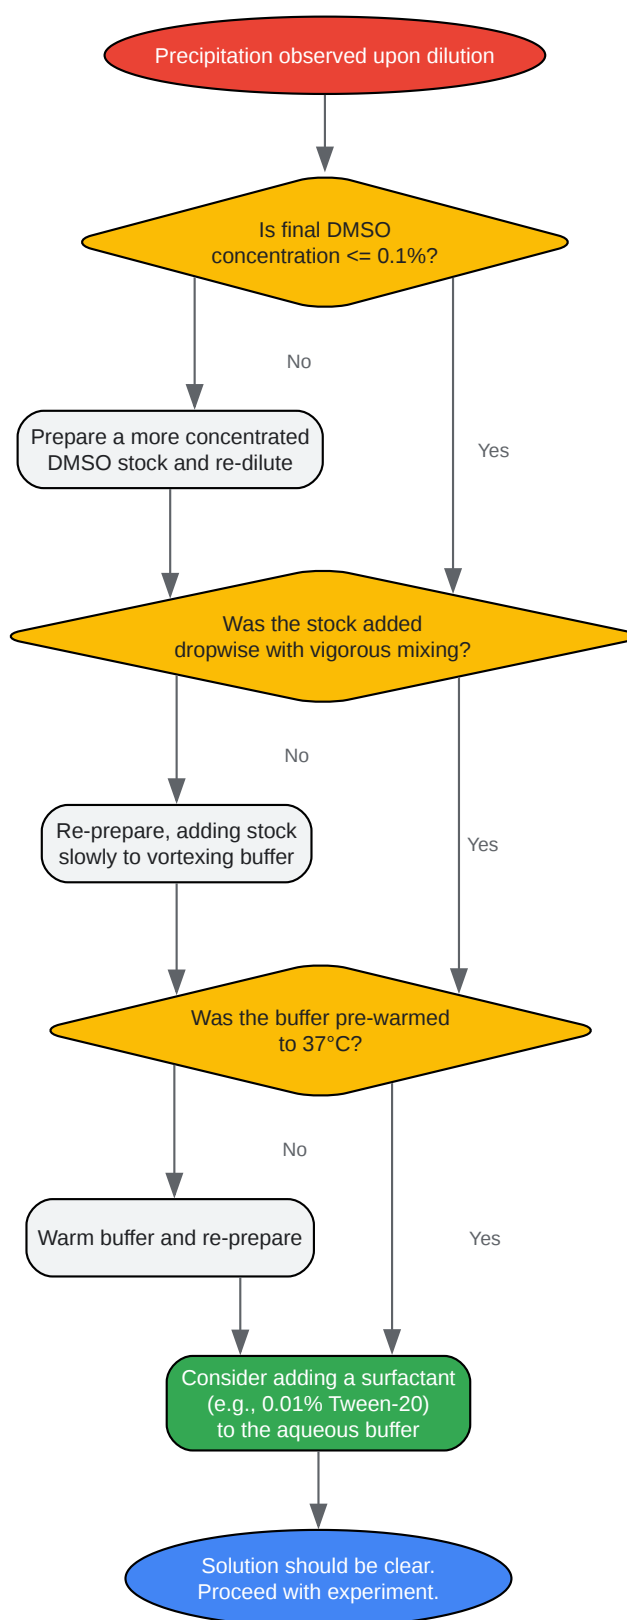 Precipitation observed upon dilution
Is final DMSO
concentration <= 0.1%?
No
Prepare a more concentrated
DMSO stock and re-dilute
Yes
Was the stock added
dropwise with vigorous mixing?
No
Re-prepare, adding stock
slowly to vortexing buffer
Yes
Was the buffer pre-warmed
to 37°C?
No
Warm buffer and re-prepare
Yes
Consider adding a surfactant
(e.g., 0.01% Tween-20)
to the aqueous buffer
Solution should be clear.
Proceed with experiment.